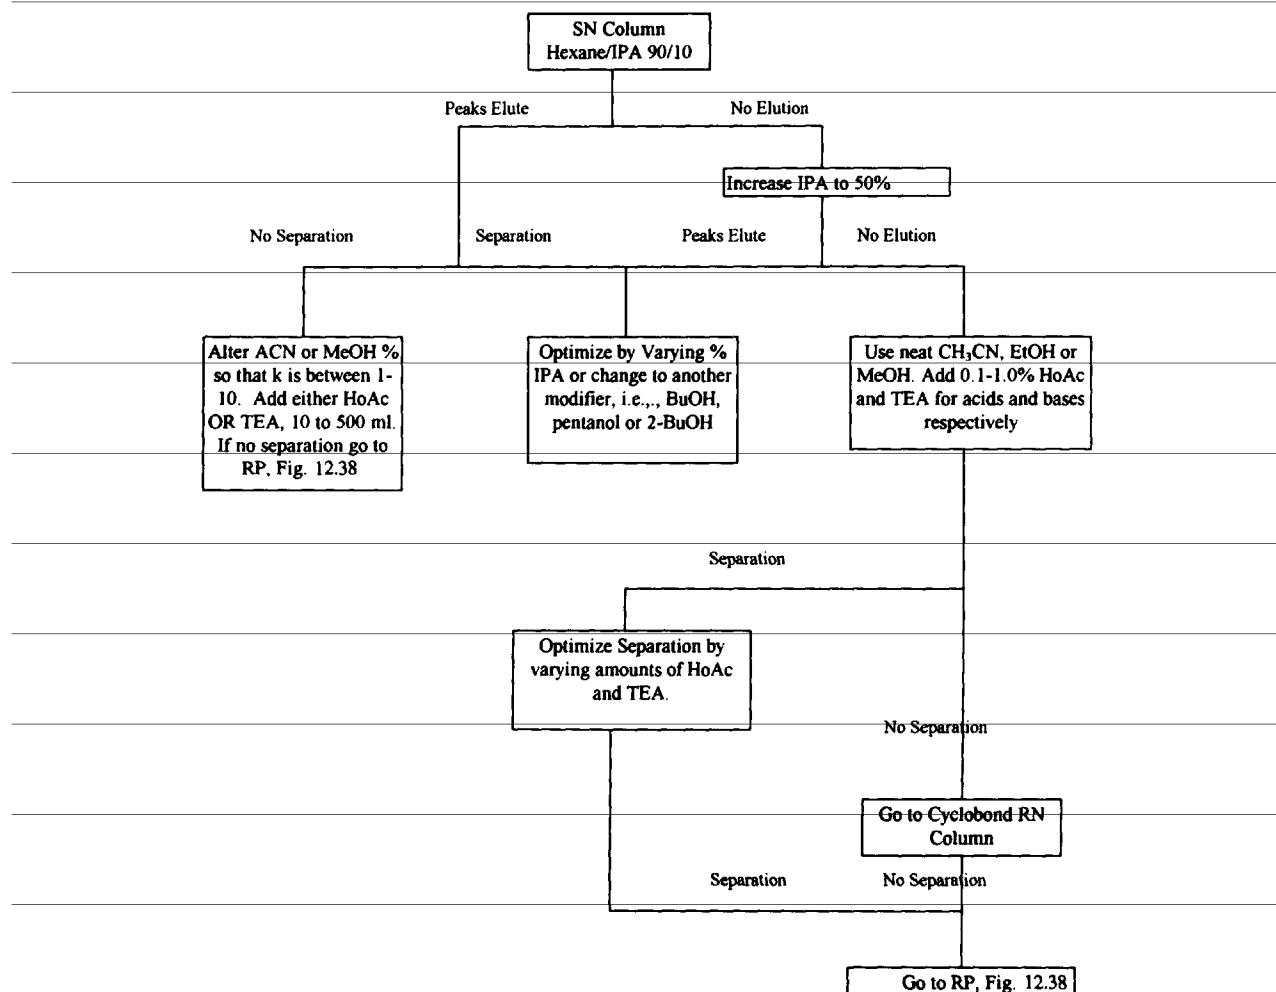 SN Column
Hexane/IPA 90/10
Peaks Elute
No Elution
Increase IPA to 50%
No Separation
Separation
Peaks Elute
No Elution
Alter ACN or MeOH %
so that k is between 1-
10. Add either HoAc
OR TEA, 10 to 500 ml.
If no separation go to
RP, Fig. 12.38
Optimize by Varying %
IPA or change to another
modifier, i.e.,., BuOH,
pentanol or 2-BuOH
Use neat CH₃CN, EtOH or
MeOH. Add 0.1-1.0% HoAc
and TEA for acids and bases
respectively
Separation
Optimize Separation by
varying amounts of HoAc
and TEA.
No Separation
Go to Cyclobond RN
Column
Separation
No Separation
Go to RP, Fig. 12.38